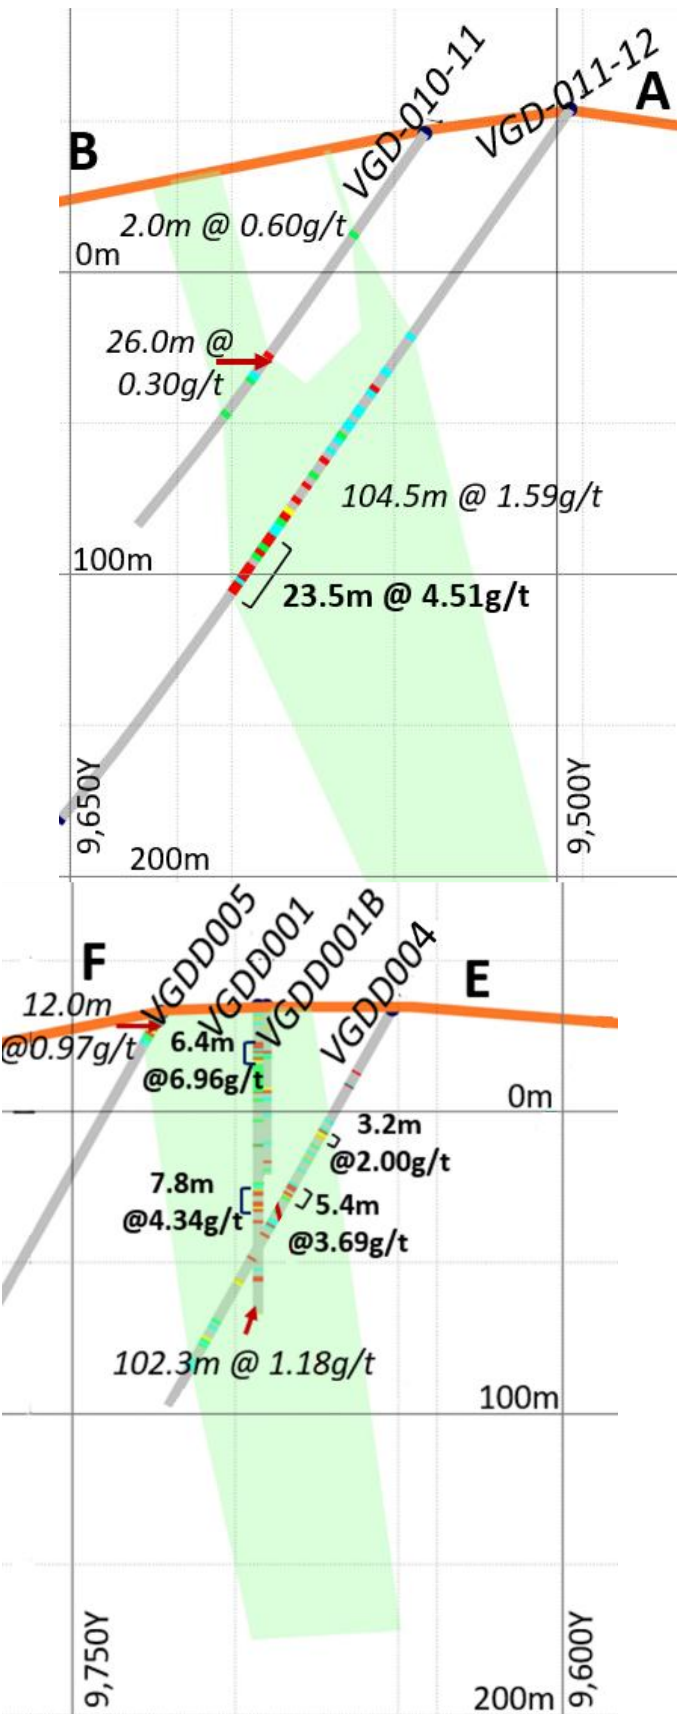 VGD-010-11
VGD-011-12
A
B
2.0m @ 0.60g/t
0m
26.0m @
0.30g/t
104.5m @ 1.59g/t
100m
23.5m @ 4.51g/t
9,650Y
9,500Y
200m
VGDD005
VGDD001
VGDD001B
VGDD004
F
E
12.0m
@0.97g/t
6.4m
@6.96g/t
0m
3.2m
@2.00g/t
7.8m
@4.34g/t
5.4m
@3.69g/t
102.3m @ 1.18g/t
100m
9,750Y
9,600Y
200m